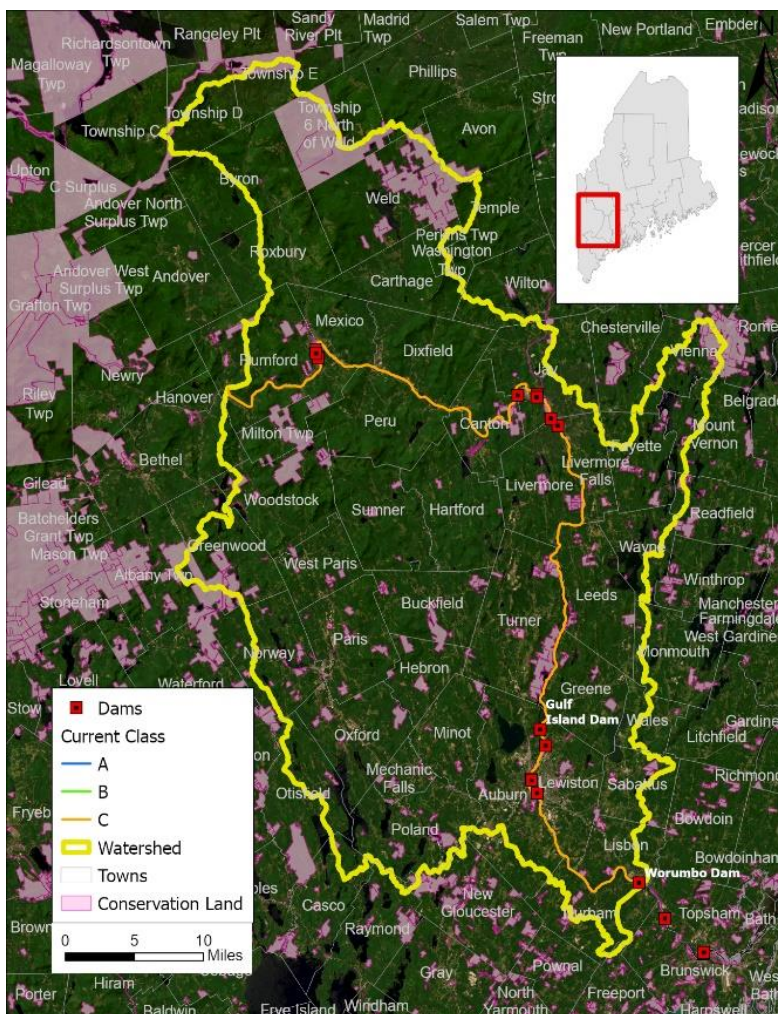 Sandy
River Plt
Madrid
Twp
Salem Twp
New Portland
Embden
Rangeley Plt
Richardsontown
Twp
Freeman
Twp
Magalloway
Twp
Township E
Phillips
Township D
Township
6 North
of Weld
Township C
Avon
Upton
C Surplus
Byron
Weld
Temple
Andover North
Surplus Twp
Perkins Twp
Washington
Twp
Roxbury
Andover West
Surplus Twp
Andover
Carthage
Wilton
Grafton Twp
Chesterville
Mexico
Rome
Vienna
Dixfield
Rumford
Newry
Jay
Riley
Twp
Hanover
Belgrade
Peru
Canton
Mount
Vernon
Milton Twp
Fayette
Bethel
Livermore
Falls
Gilead
Livermore
Woodstock
Batchelders
Grant Twp
Sumner
Hartford
Readfield
Mason Twp
Greenwood
Wayne
Albany Twp
West Paris
Winthrop
Stoneham
Leeds
Buckfield
Manchester
Farmingdale
Turner
West Gardiner
Paris
Monmouth
Norway
Hebron
Lovell
Waterford
Greene
Stow
Gulf
Island Dam
Wales
Litchfield
Oxford
Minot
Richmond
Mechanic
Falls
Lewiston
Sabattus
Otisfield
Auburn
Bowdoin
Poland
Lisbon
Bowdoinham
Worumbo Dam
Casco
New
Gloucester
Durham
Topsham
Bath
Raymond
Brunswick
West
Bath
Gray
Pownal
Porter
Hiram
Freeport
Baldwin
Frye Island
Windham
North
Yarmouth
Harpswell
Dams
Current Class
A
B
C
Watershed
Towns
Conservation Land
0 5 10
Miles